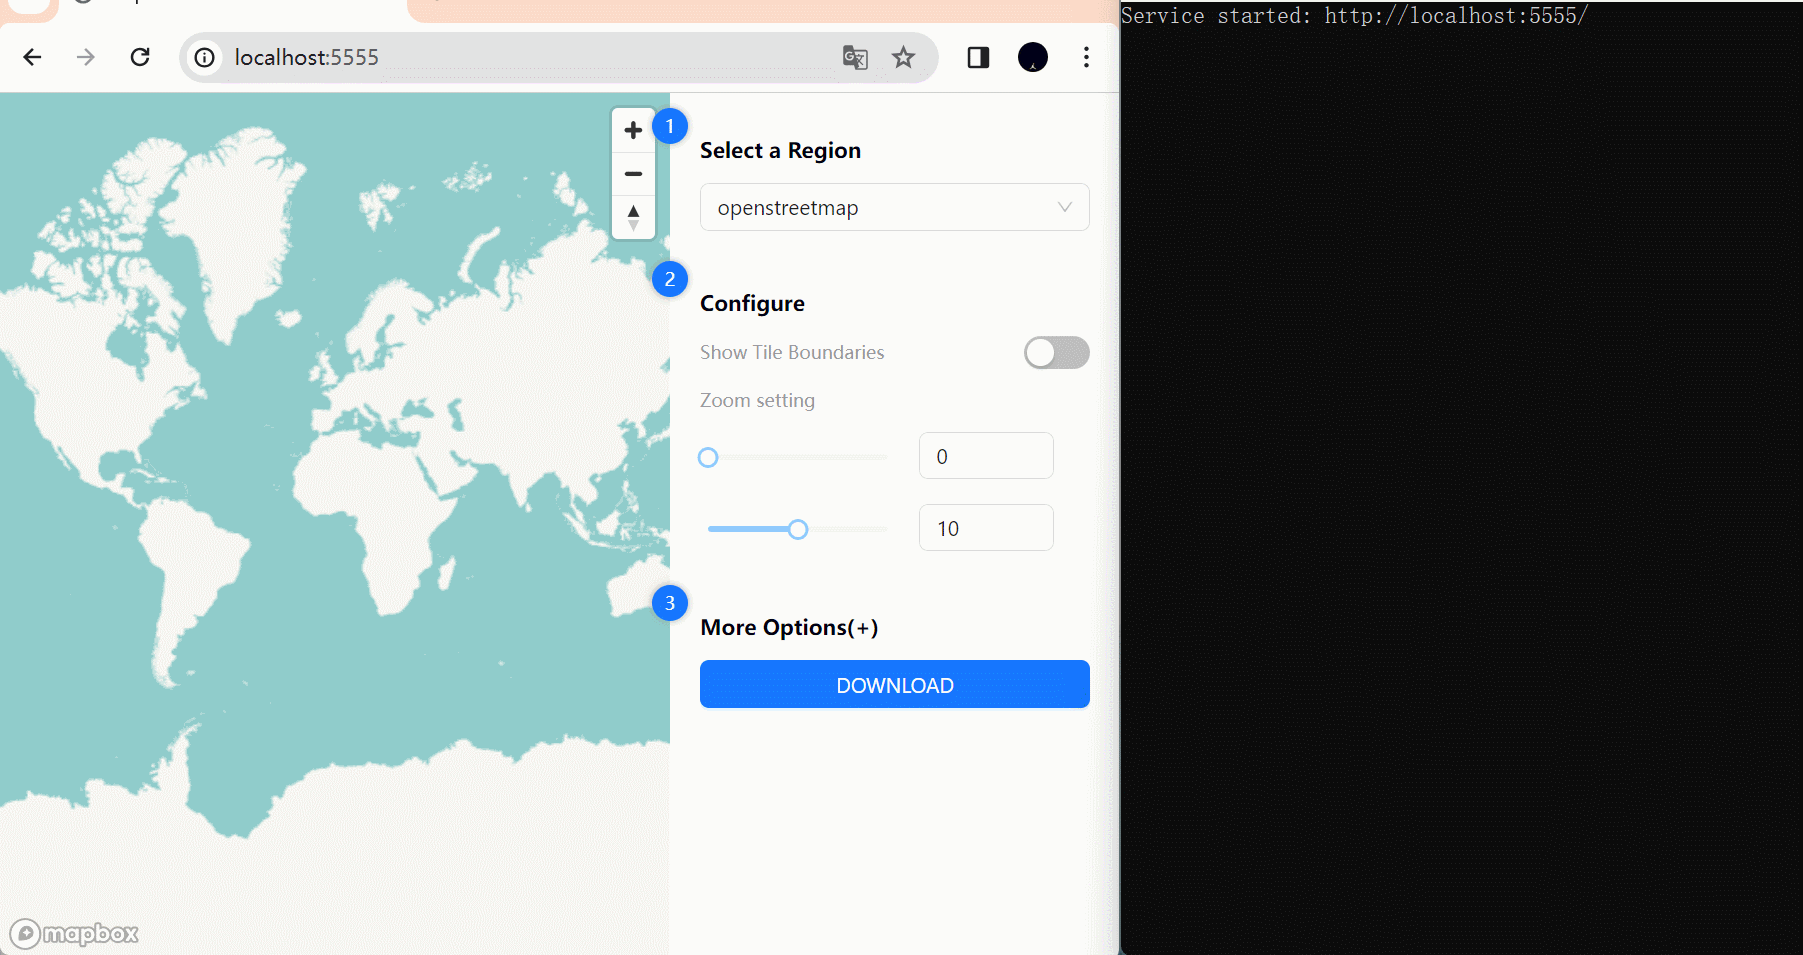 localhost:5555
Service started: http://localhost:5555/
1
Select a Region
openstreetmap
2
Configure
Show Tile Boundaries
Zoom setting
0
10
3
More Options(+)
DOWNLOAD
mapbox